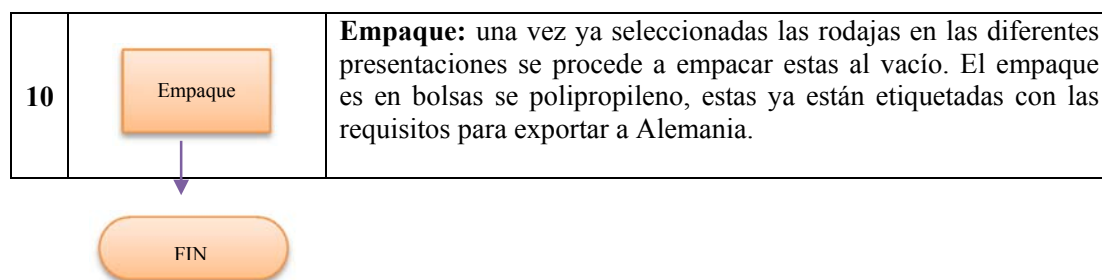 10
Empaque
Empaque: una vez ya seleccionadas las rodajas en las diferentes
presentaciones se procede a empacar estas al vacío. El empaque
es en bolsas se polipropileno, estas ya están etiquetadas con las
requisitos para exportar a Alemania.
FIN